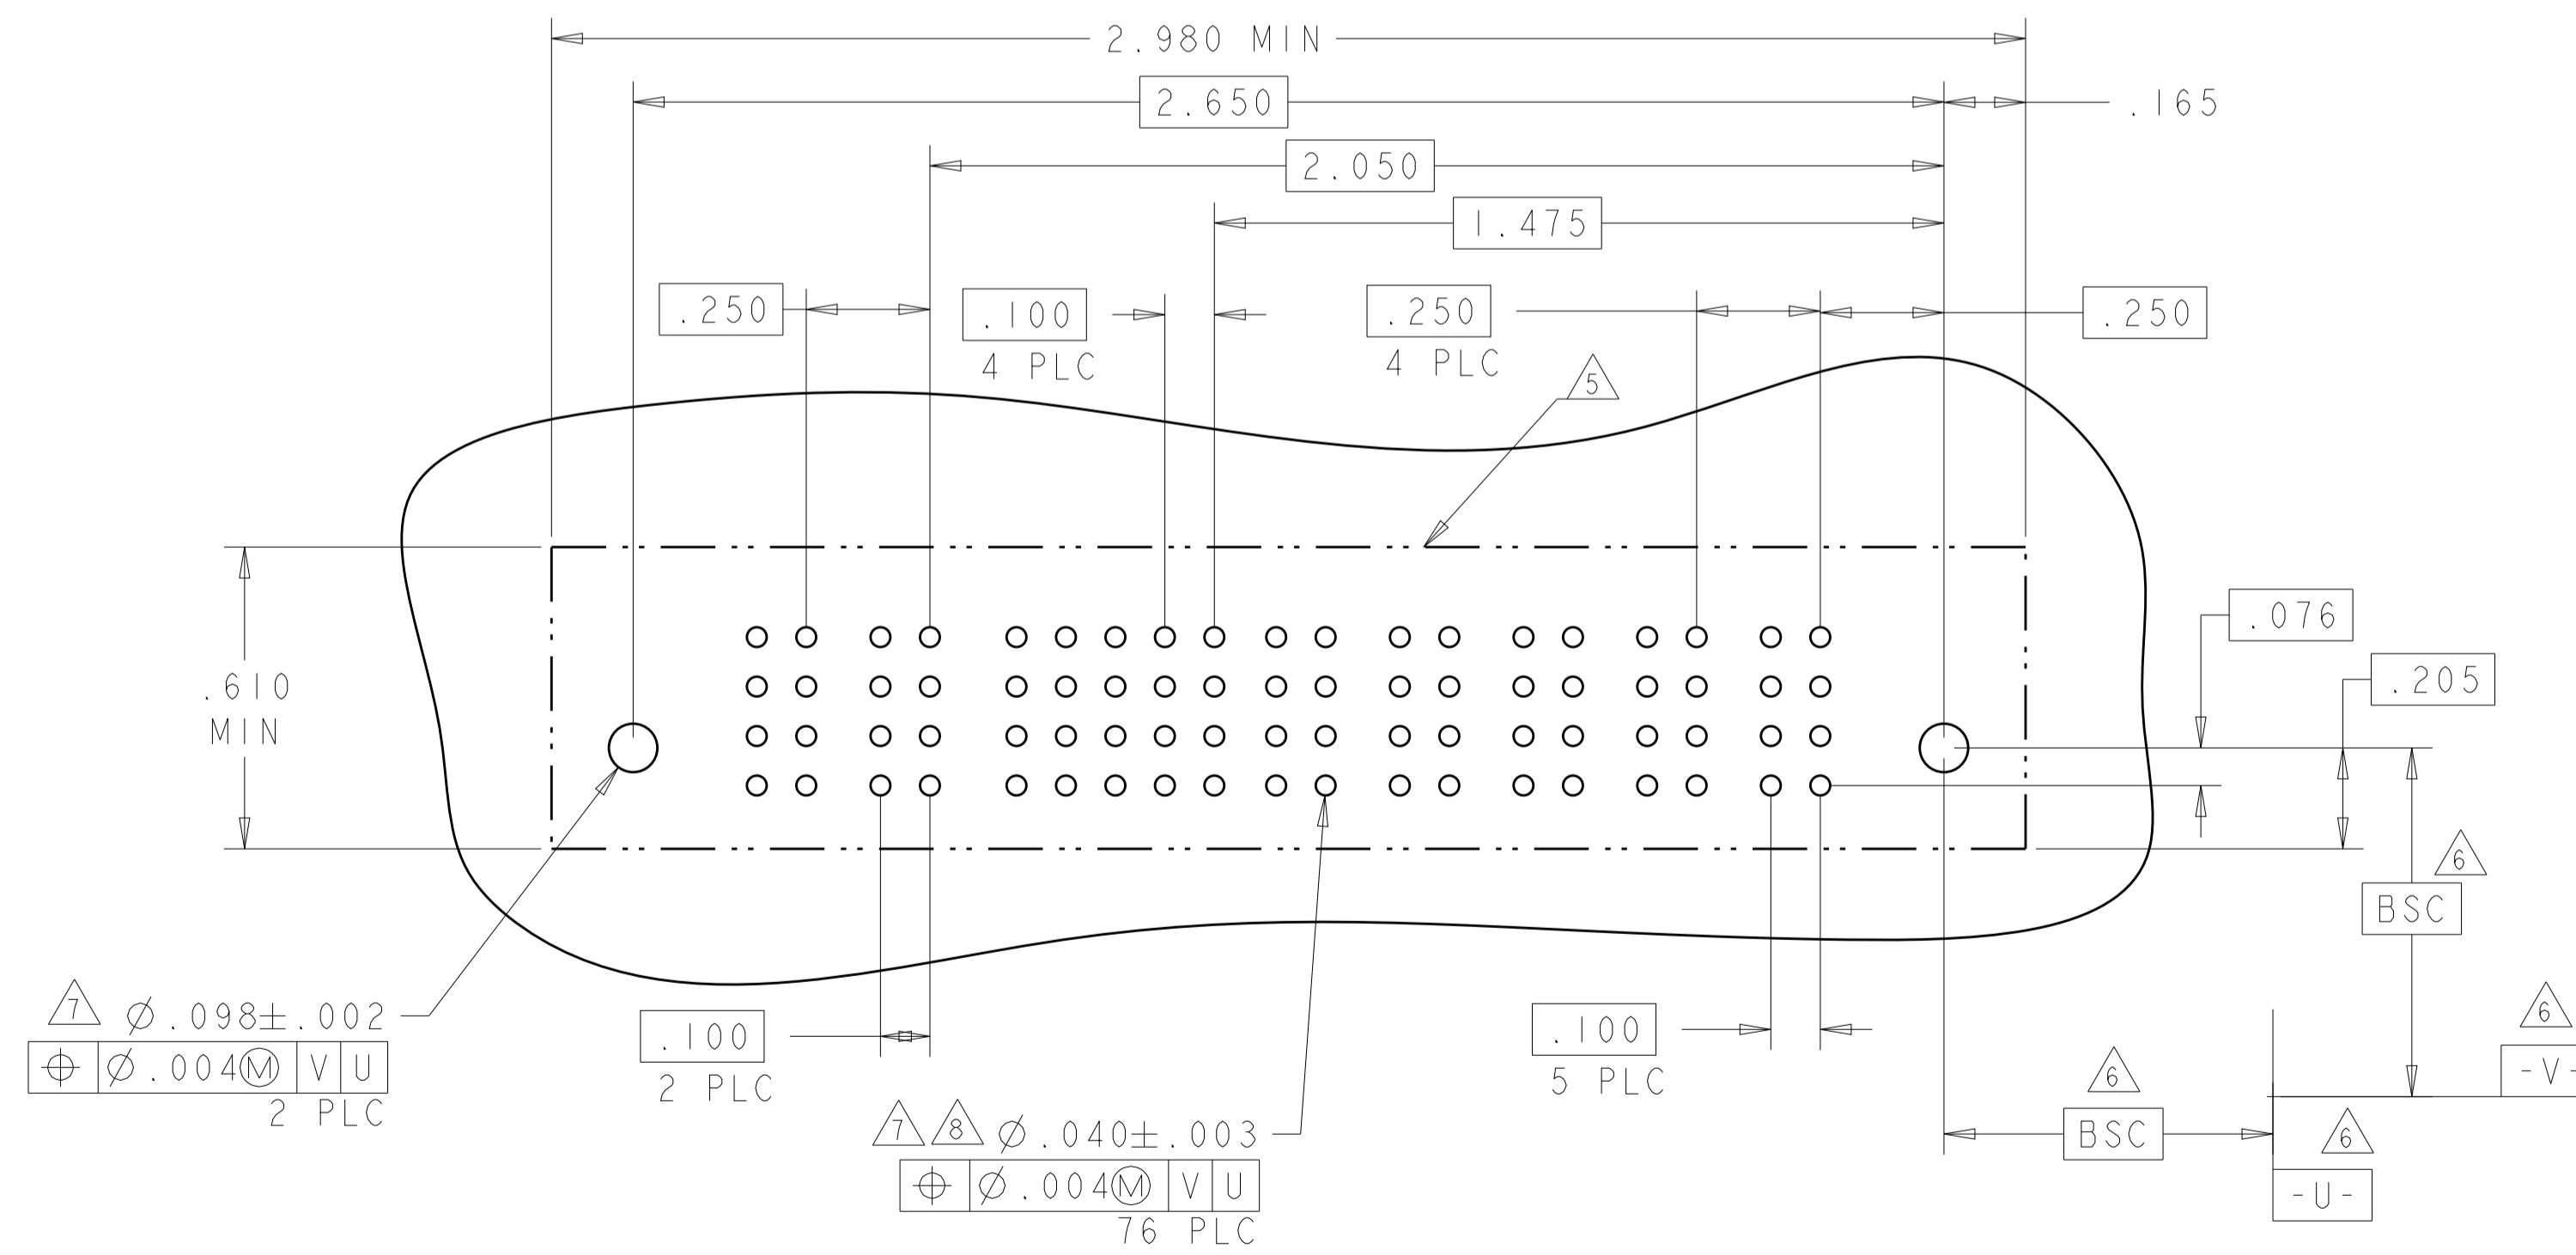 2.980 MIN
2.650
.165
2.050
1.475
.250
.100
4 PLC
.250
4 PLC
.250
5
.076
.205
.610
MIN
6
BSC
7 Ø.098±.002
⌖ Ø.004Ⓜ V U
2 PLC
.100
2 PLC
.100
5 PLC
7 8 Ø.040±.003
⌖ Ø.004Ⓜ V U
76 PLC
6
BSC
6
-V-
6
-U-